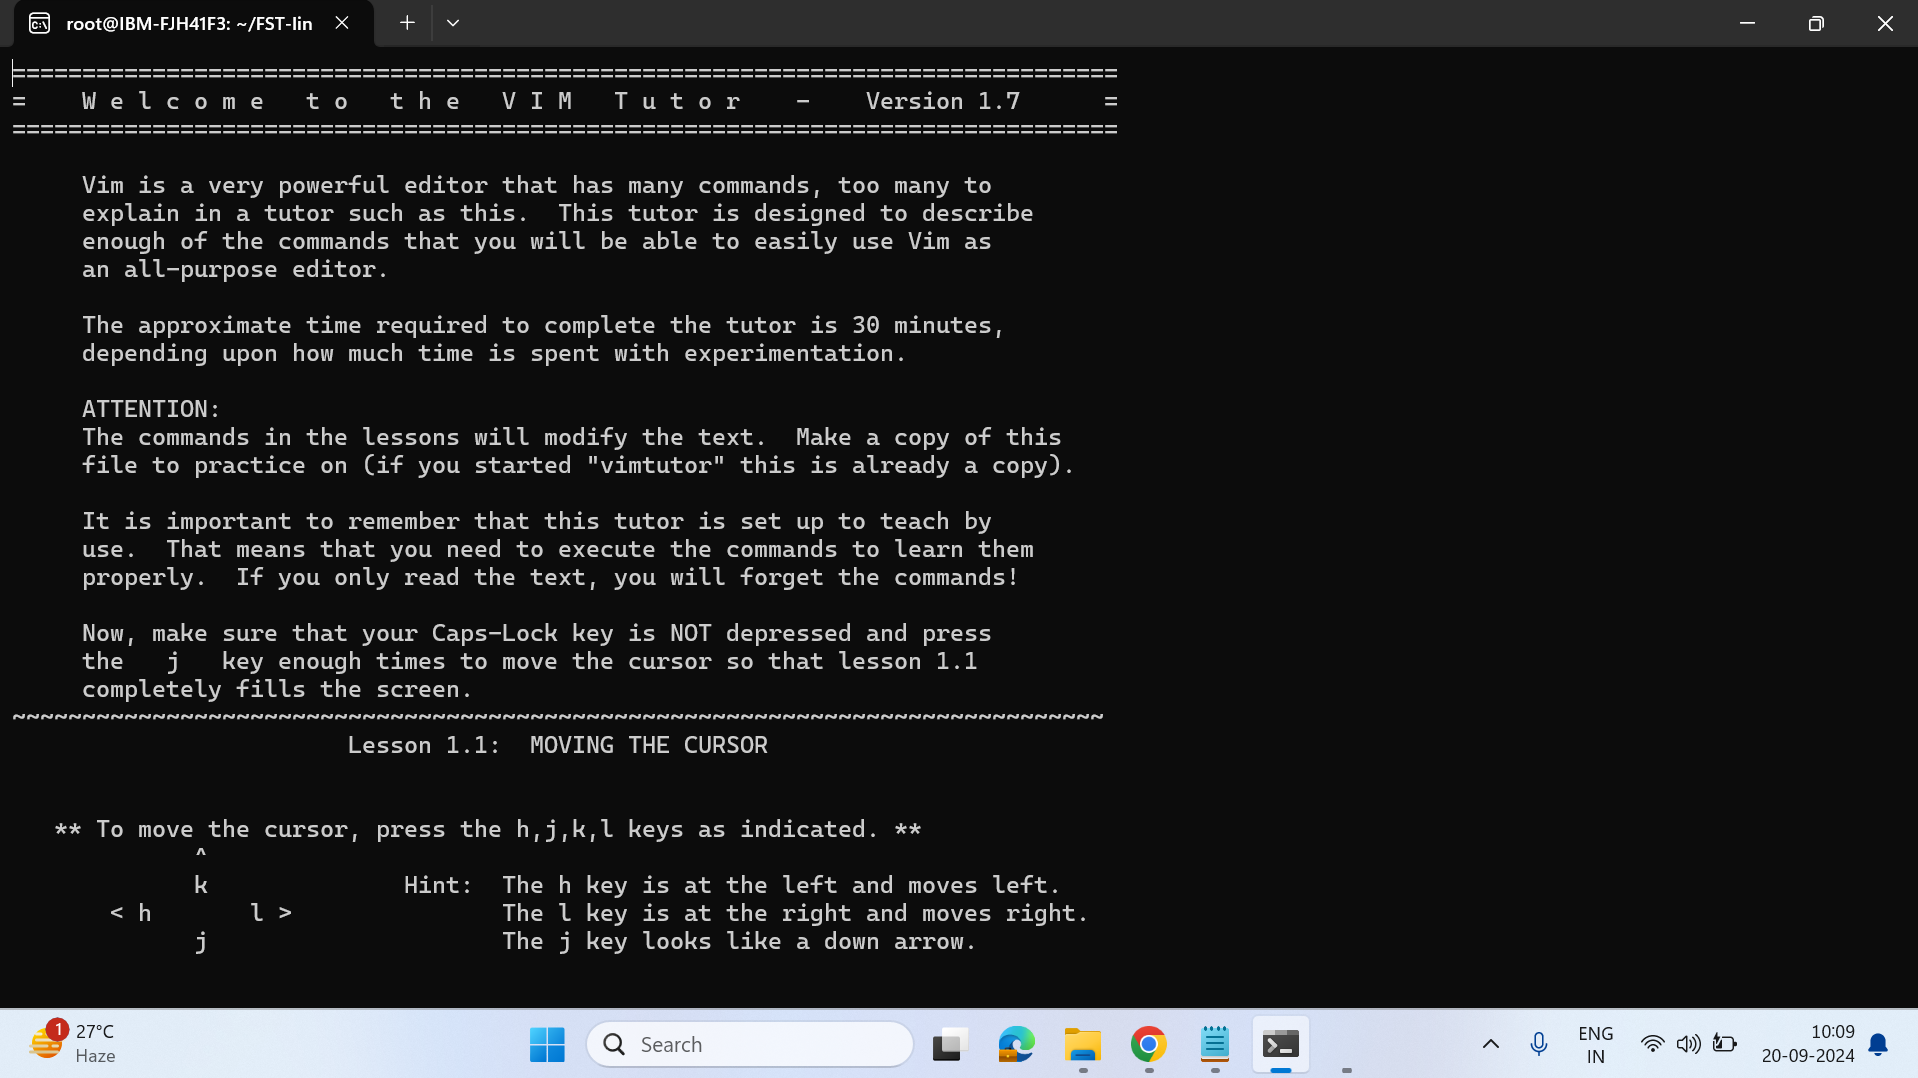 root@IBM-FJH41F3: ~/FST-lin
==============================================================================
=    W e l c o m e   t o   t h e   V I M   T u t o r    -    Version 1.7      =
==============================================================================
Vim is a very powerful editor that has many commands, too many to
explain in a tutor such as this.  This tutor is designed to describe
enough of the commands that you will be able to easily use Vim as
an all-purpose editor.
The approximate time required to complete the tutor is 30 minutes,
depending upon how much time is spent with experimentation.
ATTENTION:
The commands in the lessons will modify the text.  Make a copy of this
file to practice on (if you started "vimtutor" this is already a copy).
It is important to remember that this tutor is set up to teach by
use.  That means that you need to execute the commands to learn them
properly.  If you only read the text, you will forget the commands!
Now, make sure that your Caps-Lock key is NOT depressed and press
the   j   key enough times to move the cursor so that lesson 1.1
completely fills the screen.
~~~~~~~~~~~~~~~~~~~~~~~~~~~~~~~~~~~~~~~~~~~~~~~~~~~~~~~~~~~~~~~~~~~~~~~~~~~~~~
Lesson 1.1:  MOVING THE CURSOR
** To move the cursor, press the h,j,k,l keys as indicated. **
^
k              Hint:  The h key is at the left and moves left.
< h       l >               The l key is at the right and moves right.
j                     The j key looks like a down arrow.
1
27°C
Haze
Search
ENG
IN
10:09
20-09-2024